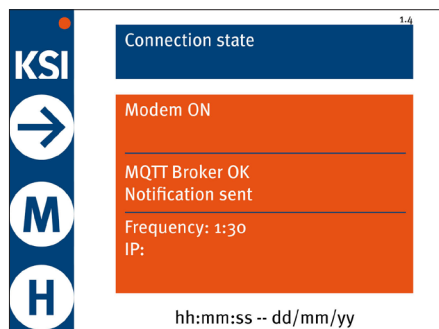 1.4
KSI
Connection state
Modem ON
MQTT Broker OK
Notification sent
Frequency: 1:30
IP:
M
H
hh:mm:ss -- dd/mm/yy